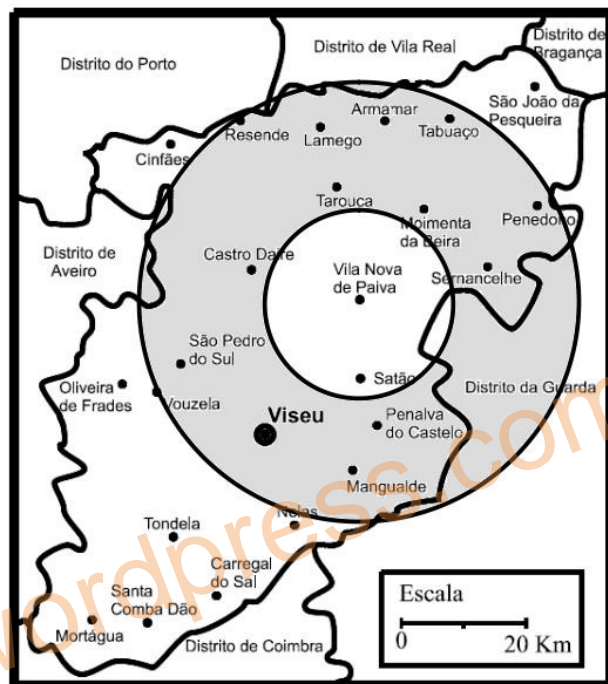 Distrito do Porto
Distrito de Vila Real
Distrito de
Bragança
São João da
Pesqueira
Armamar
Resende
Lamego
Tabuaço
Cinfães
Tarouca
Moimenta
da Beira
Penedono
Distrito de
Aveiro
Castro Daire
Vila Nova
de Paiva
Sernancelhe
São Pedro
do Sul
Satão
Distrito da Guarda
Oliveira
de Frades
Vouzela
Viseu
Penalva
do Castelo
Mangualde
Nelas
Tondela
Carregal
do Sal
Santa
Comba Dão
Mortágua
Distrito de Coimbra
Escala
0 20 Km
wordpress.com